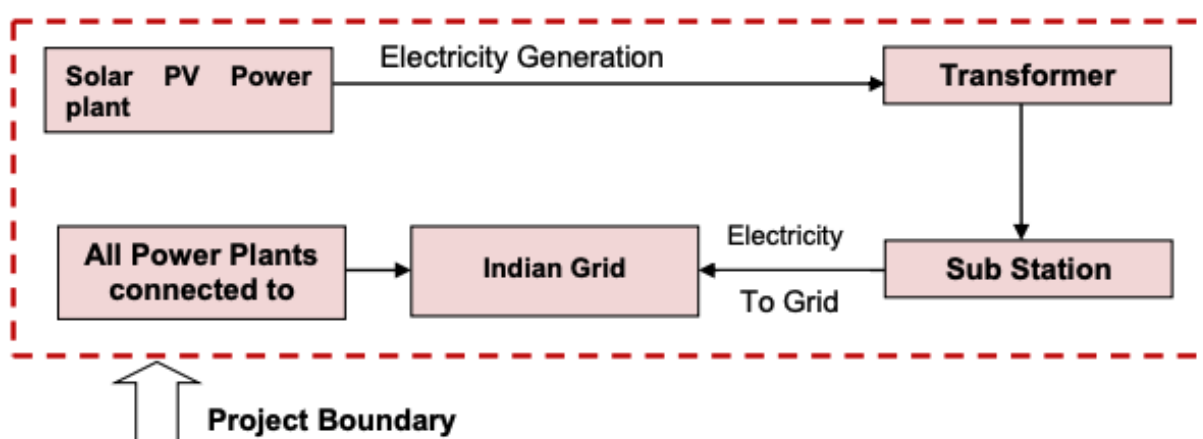 Solar PV Power
plant
Electricity Generation
Transformer
All Power Plants
connected to
Indian Grid
Electricity
To Grid
Sub Station
Project Boundary